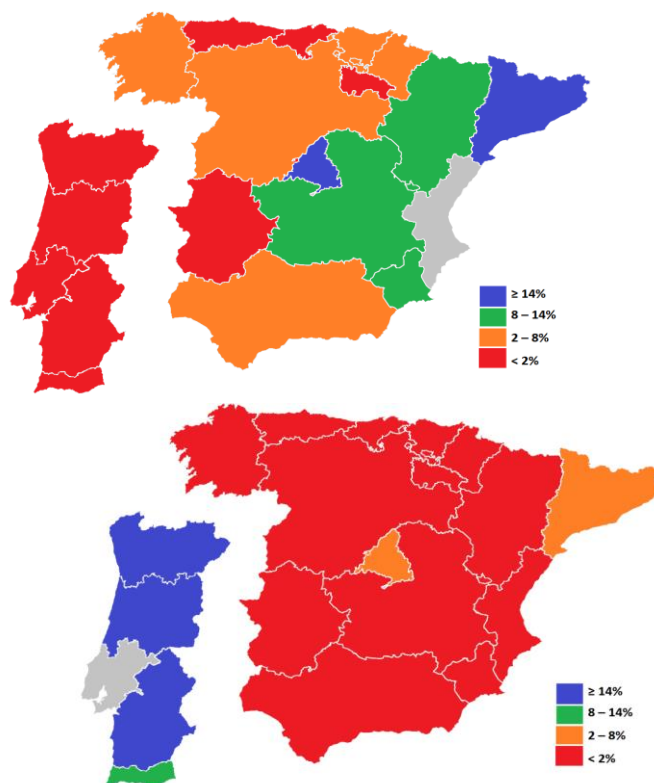 ≥ 14%
8 – 14%
2 – 8%
< 2%
≥ 14%
8 – 14%
2 – 8%
< 2%